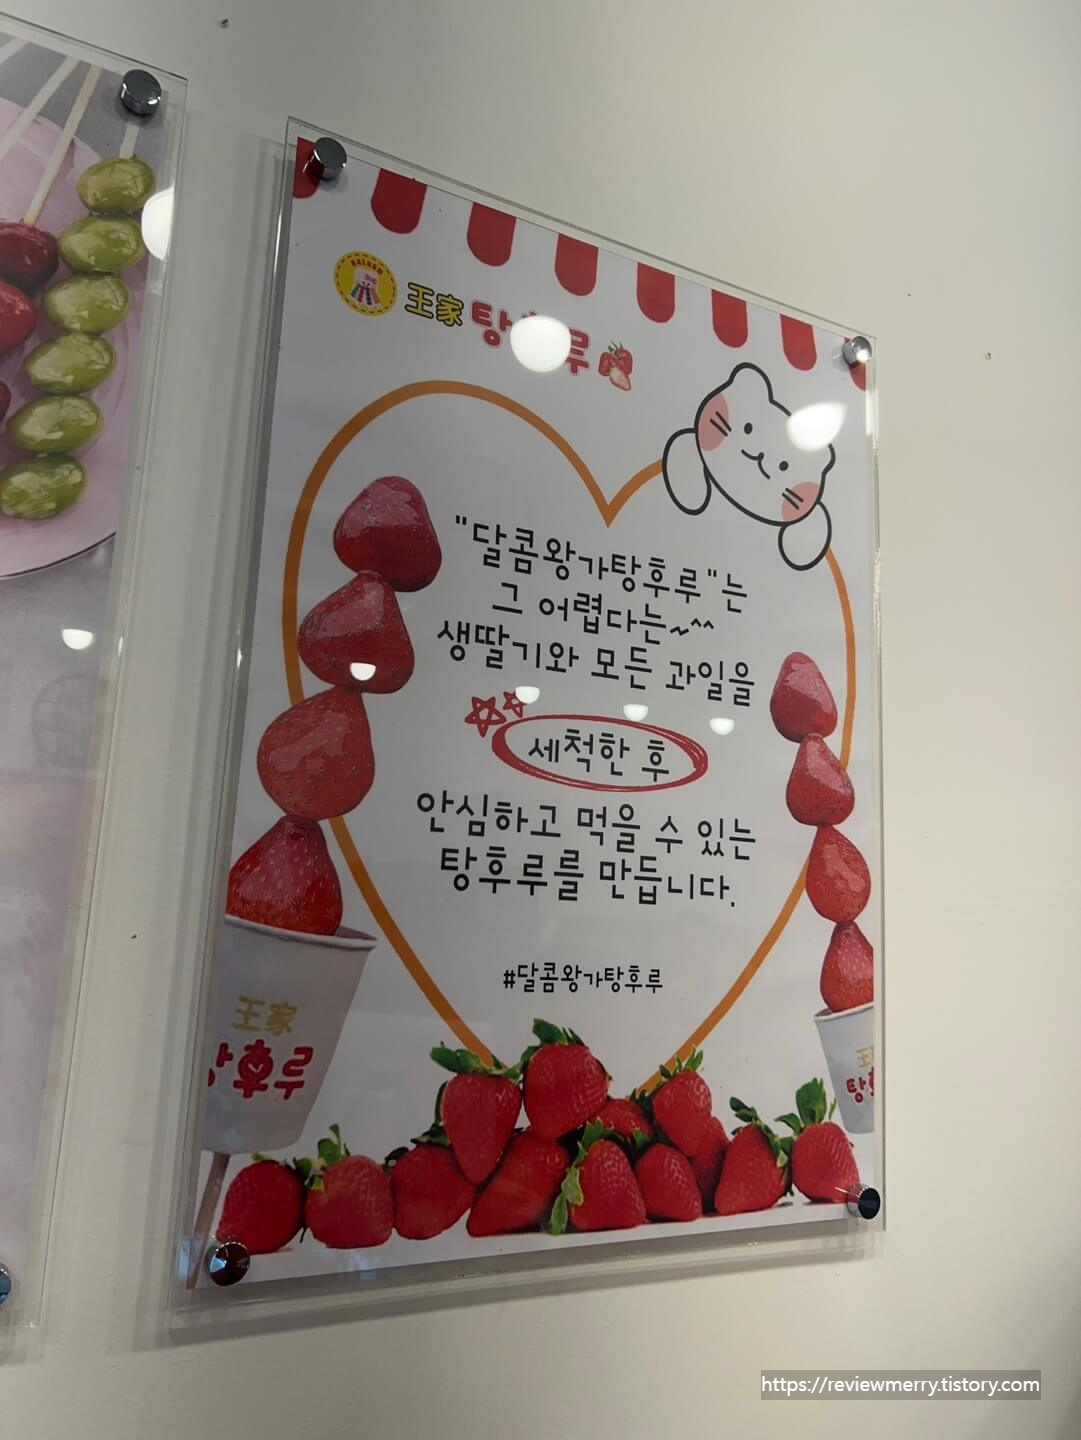 DALKOM
王家 탕후루
"달콤왕가탕후루"는
그 어렵다는~^^
생딸기와 모든 과일을
세척한 후
안심하고 먹을 수 있는
탕후루를 만듭니다.
#달콤왕가탕후루
王家
탕후루
https://reviewmerry.tistory.com